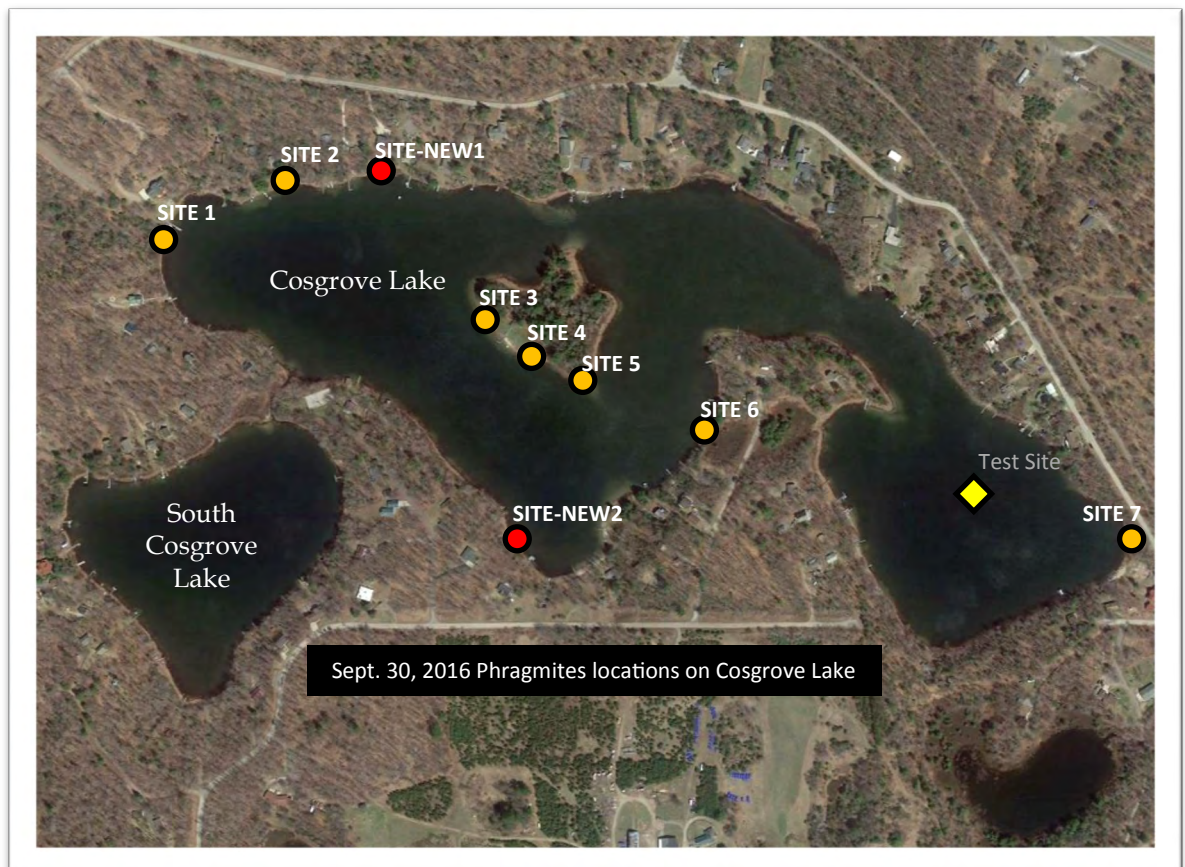 SITE-NEW1
SITE 2
SITE 1
Cosgrove Lake
SITE 3
SITE 4
SITE 5
SITE 6
Test Site
SITE-NEW2
SITE 7
South
Cosgrove
Lake
Sept. 30, 2016 Phragmites locations on Cosgrove Lake